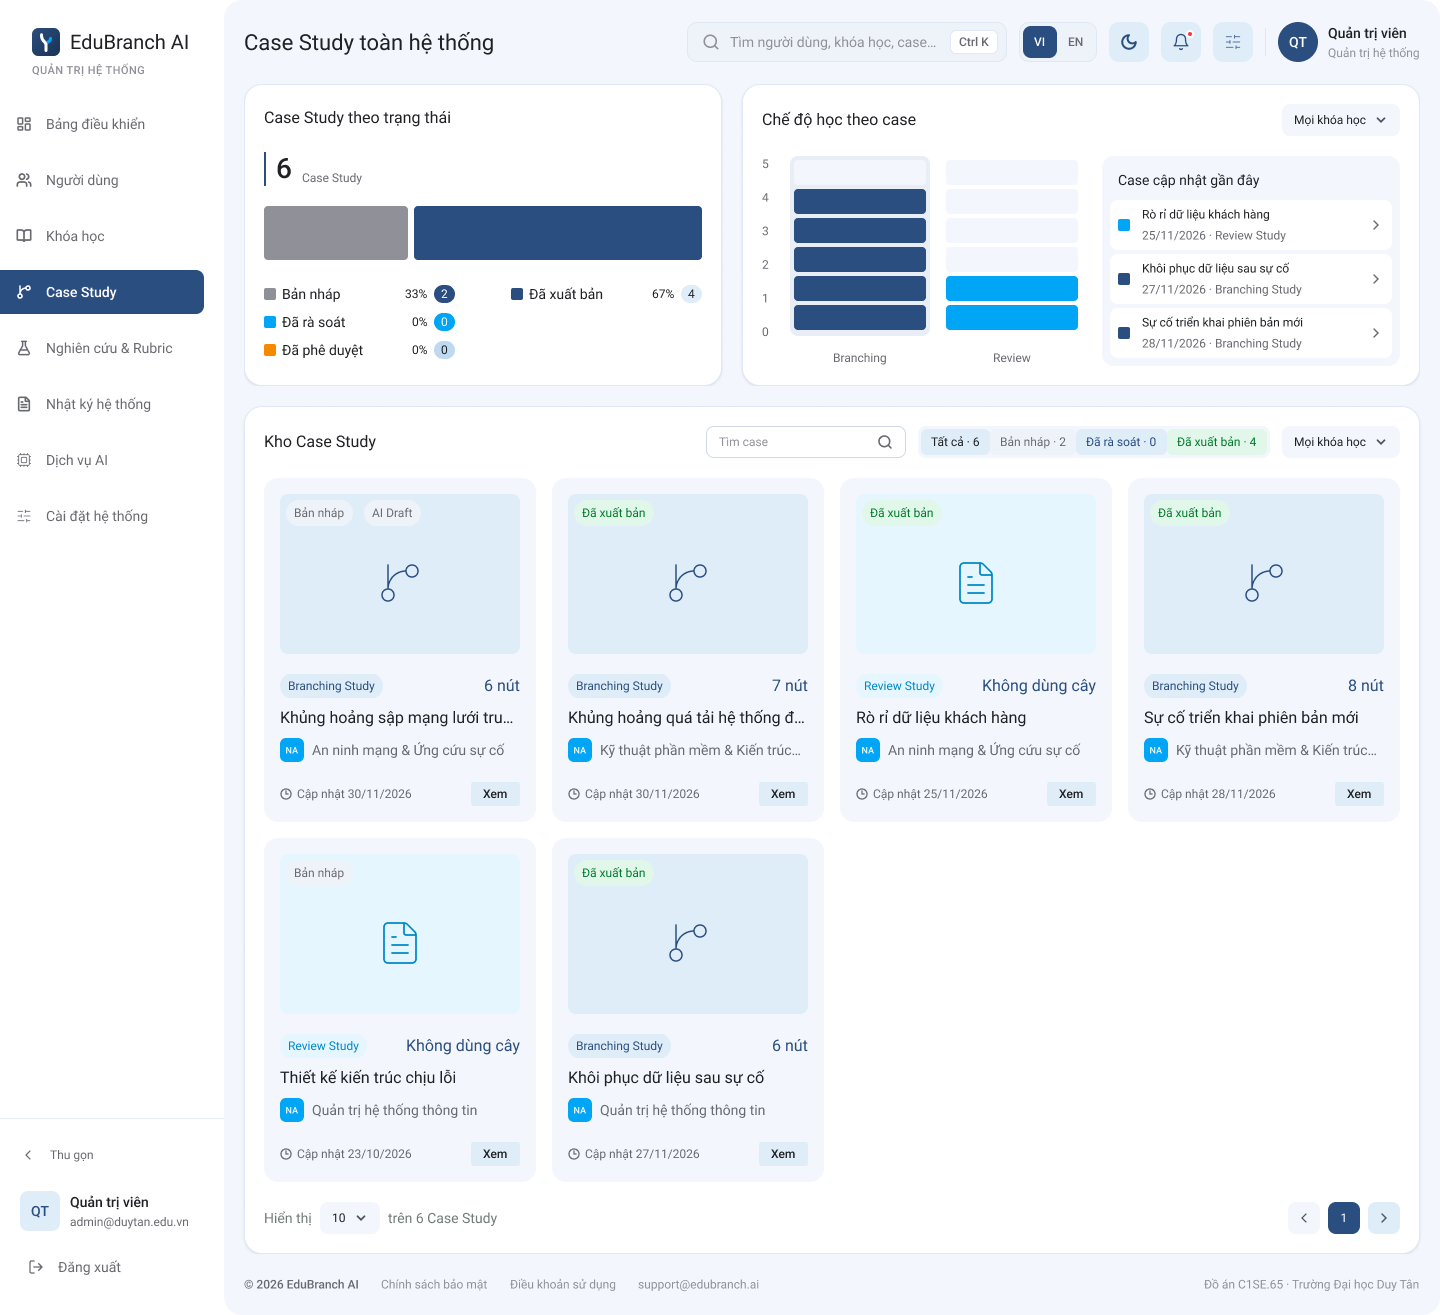 EduBranch AI
QUẢN TRỊ HỆ THỐNG
Bảng điều khiển
Người dùng
Khóa học
Case Study
Nghiên cứu & Rubric
Nhật ký hệ thống
Dịch vụ AI
Cài đặt hệ thống
Thu gọn
QT
Quản trị viên
admin@duytan.edu.vn
Đăng xuất
Case Study toàn hệ thống
Tìm người dùng, khóa học, case...
Ctrl K
VI
EN
QT
Quản trị viên
Quản trị hệ thống
Case Study theo trạng thái
6 Case Study
Bản nháp 33% 2
Đã xuất bản 67% 4
Đã rà soát 0% 0
Đã phê duyệt 0% 0
Chế độ học theo case
Mọi khóa học
5
4
3
2
1
0
Branching
Review
Case cập nhật gần đây
Rò rỉ dữ liệu khách hàng
25/11/2026 · Review Study
Khôi phục dữ liệu sau sự cố
27/11/2026 · Branching Study
Sự cố triển khai phiên bản mới
28/11/2026 · Branching Study
Kho Case Study
Tìm case
Tất cả · 6
Bản nháp · 2
Đã rà soát · 0
Đã xuất bản · 4
Mọi khóa học
Bản nháp
AI Draft
Branching Study
6 nút
Khủng hoảng sập mạng lưới tru...
NA
An ninh mạng & Ứng cứu sự cố
Cập nhật 30/11/2026
Xem
Đã xuất bản
Branching Study
7 nút
Khủng hoảng quá tải hệ thống đ...
NA
Kỹ thuật phần mềm & Kiến trúc...
Cập nhật 30/11/2026
Xem
Đã xuất bản
Review Study
Không dùng cây
Rò rỉ dữ liệu khách hàng
NA
An ninh mạng & Ứng cứu sự cố
Cập nhật 25/11/2026
Xem
Đã xuất bản
Branching Study
8 nút
Sự cố triển khai phiên bản mới
NA
Kỹ thuật phần mềm & Kiến trúc...
Cập nhật 28/11/2026
Xem
Bản nháp
Review Study
Không dùng cây
Thiết kế kiến trúc chịu lỗi
NA
Quản trị hệ thống thông tin
Cập nhật 23/10/2026
Xem
Đã xuất bản
Branching Study
6 nút
Khôi phục dữ liệu sau sự cố
NA
Quản trị hệ thống thông tin
Cập nhật 27/11/2026
Xem
Hiển thị 10 trên 6 Case Study
1
© 2026 EduBranch AI
Chính sách bảo mật
Điều khoản sử dụng
support@edubranch.ai
Đồ án C1SE.65 · Trường Đại học Duy Tân